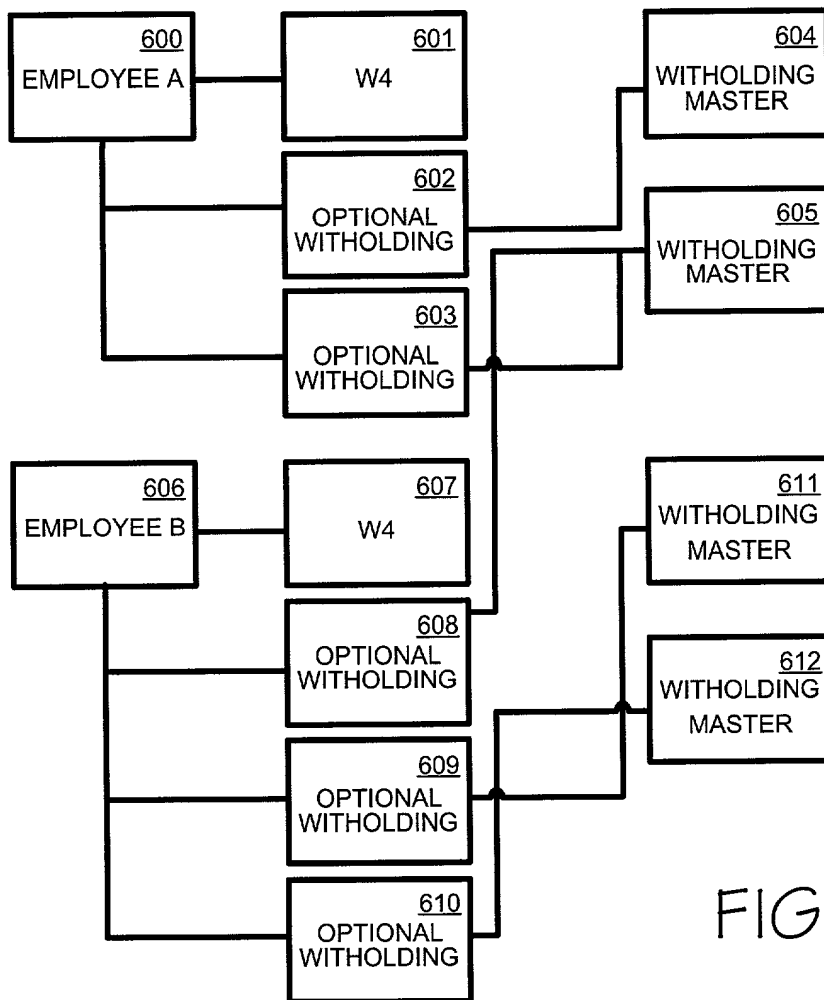 600
EMPLOYEE A
601
W4
602
OPTIONAL
WITHOLDING
603
OPTIONAL
WITHOLDING
604
WITHOLDING
MASTER
605
WITHOLDING
MASTER
606
EMPLOYEE B
607
W4
608
OPTIONAL
WITHOLDING
609
OPTIONAL
WITHOLDING
610
OPTIONAL
WITHOLDING
611
WITHOLDING
MASTER
612
WITHOLDING
MASTER
FIG